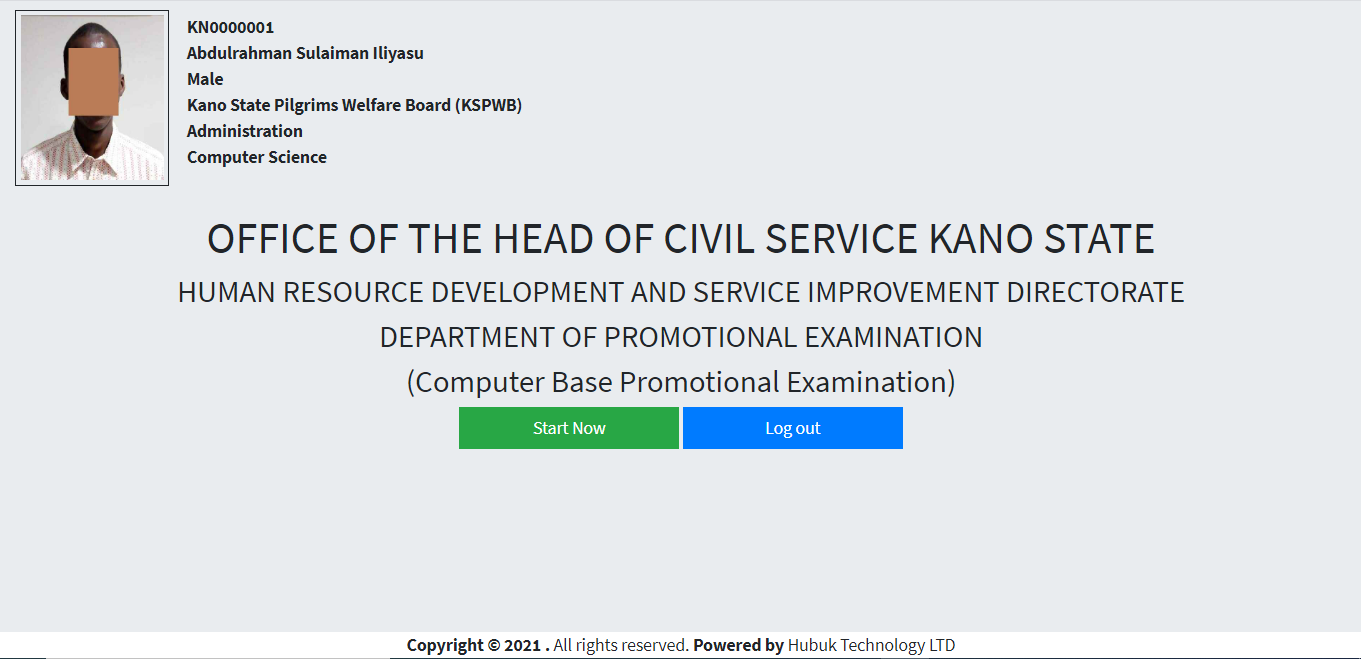 KN0000001
Abdulrahman Sulaiman Iliyasu
Male
Kano State Pilgrims Welfare Board (KSPWB)
Administration
Computer Science
OFFICE OF THE HEAD OF CIVIL SERVICE KANO STATE
HUMAN RESOURCE DEVELOPMENT AND SERVICE IMPROVEMENT DIRECTORATE
DEPARTMENT OF PROMOTIONAL EXAMINATION
(Computer Base Promotional Examination)
Start Now Log out
Copyright © 2021 . All rights reserved. Powered by Hubuk Technology LTD